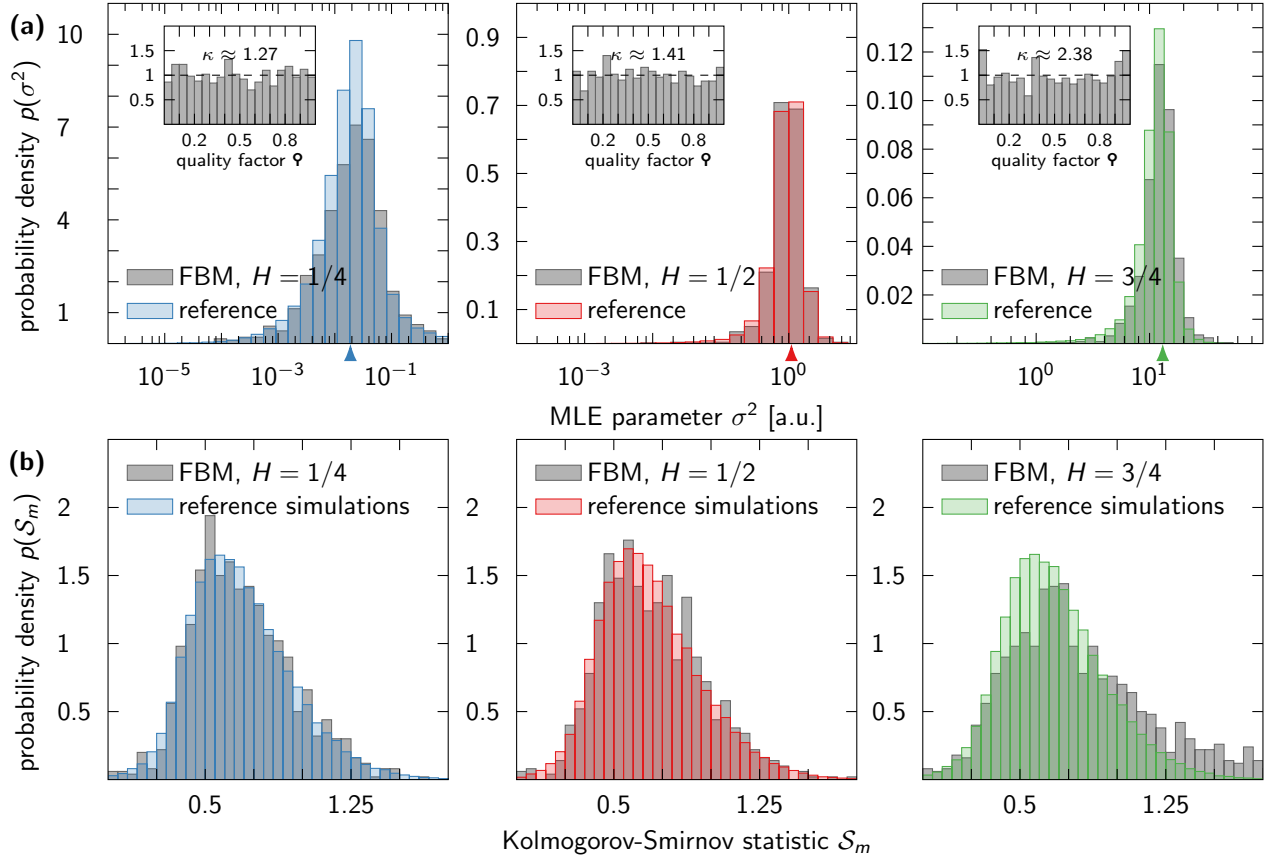 (a)
probability density p(σ²)
10
7
4
1
1.5
1
0.5
κ ≈ 1.27
0.2 0.5 0.8
quality factor ϙ
FBM, H = 1/4
reference
10⁻⁵ 10⁻³ 10⁻¹
0.9
0.7
0.5
0.3
0.1
1.5
1
0.5
κ ≈ 1.41
0.2 0.5 0.8
quality factor ϙ
FBM, H = 1/2
reference
10⁻³ 10⁰
0.12
0.10
0.08
0.06
0.04
0.02
1.5
1
0.5
κ ≈ 2.38
0.2 0.5 0.8
quality factor ϙ
FBM, H = 3/4
reference
10⁰ 10¹
MLE parameter σ² [a.u.]
(b)
probability density p(𝒮ₘ)
2
1.5
1
0.5
FBM, H = 1/4
reference simulations
0.5 1.25
2
1.5
1
0.5
FBM, H = 1/2
reference simulations
0.5 1.25
2
1.5
1
0.5
FBM, H = 3/4
reference simulations
0.5 1.25
Kolmogorov-Smirnov statistic 𝒮ₘ